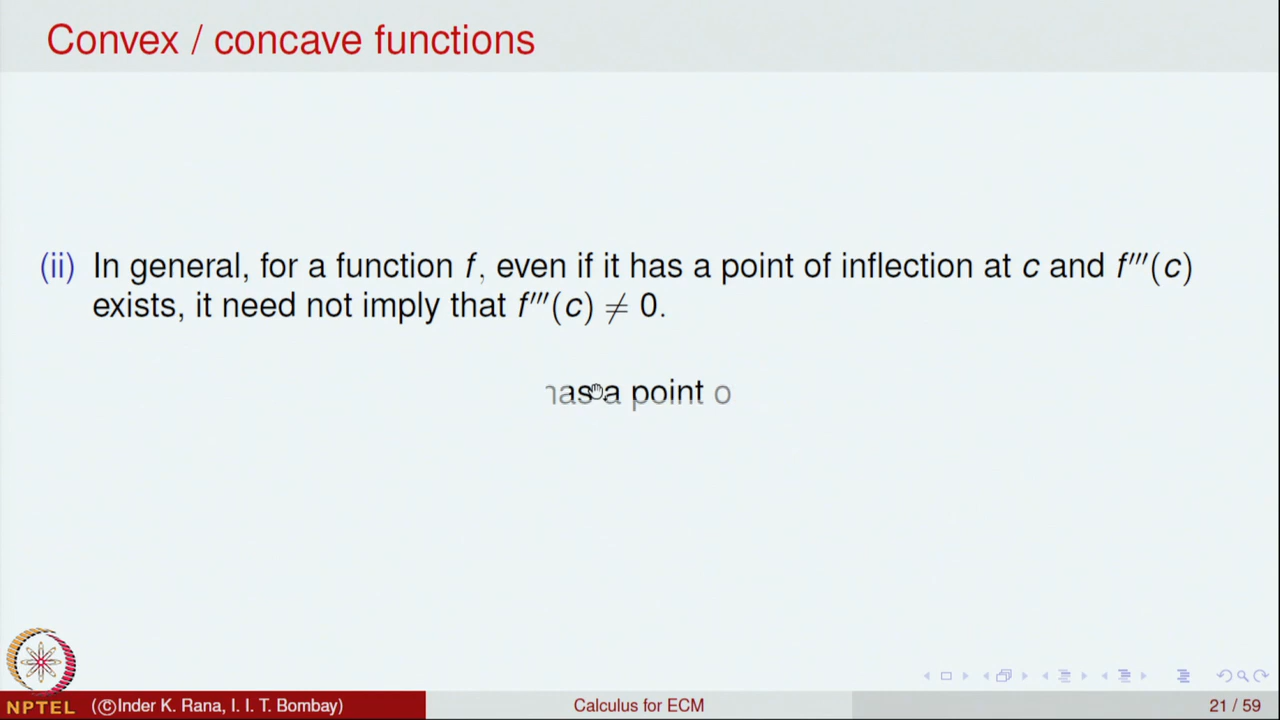 Convex / concave functions
(ii) In general, for a function f, even if it has a point of inflection at c and f′′′(c)
exists, it need not imply that f′′′(c) ≠ 0.
has a point o
NPTEL
(©Inder K. Rana, I. I. T. Bombay)
Calculus for ECM
21 / 59